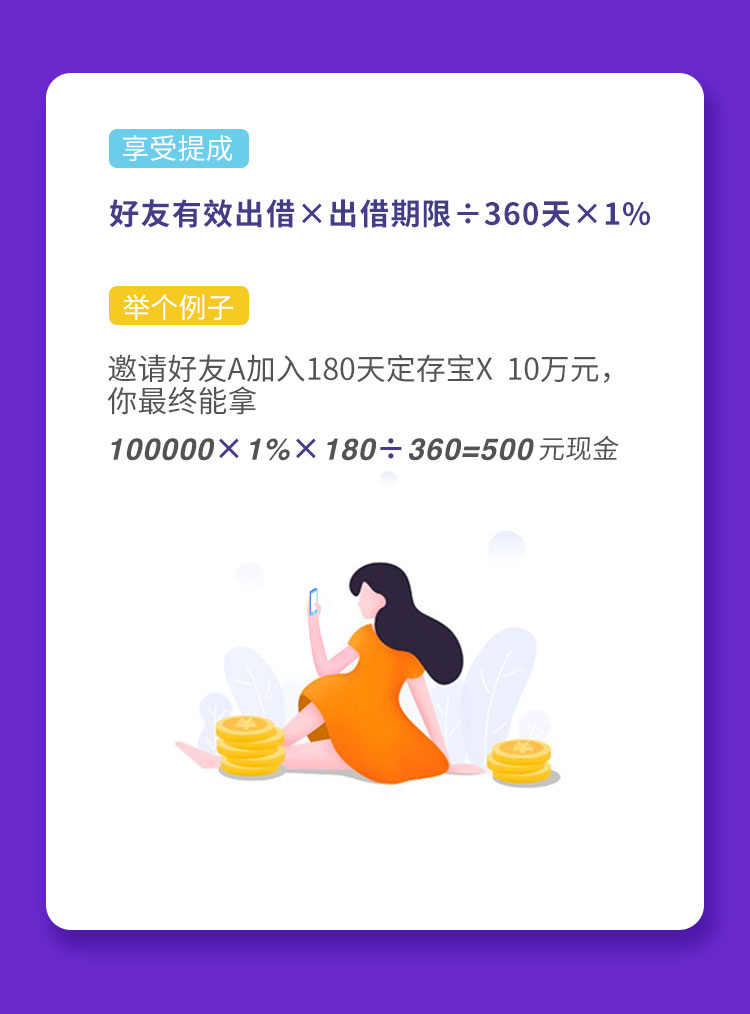 享受提成
好友有效出借×出借期限÷360天×1%
举个例子
邀请好友A加入180天定存宝X 10万元，
你最终能拿
100000×1%×180÷360=500元现金